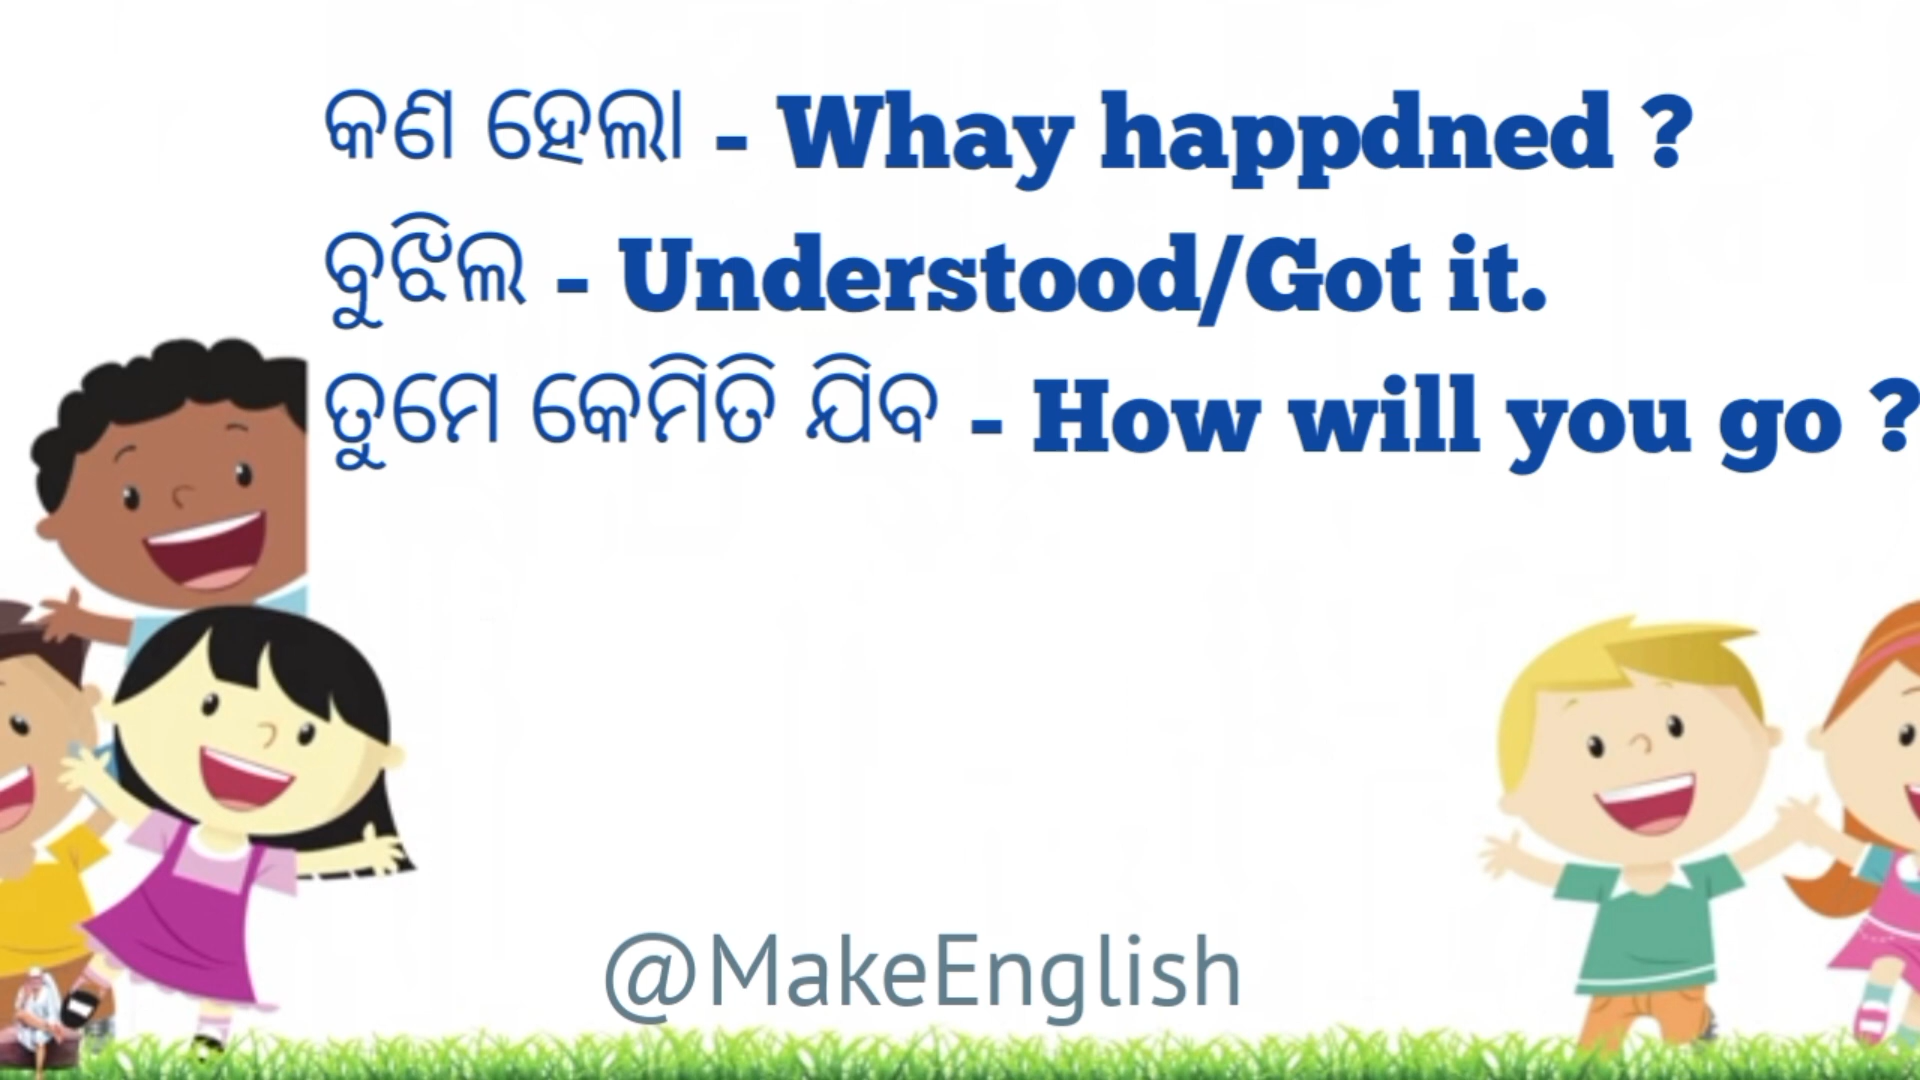 କଣ ହେଲା - Whay happdned ?
ବୁଝିଲ - Understood/Got it.
ତୁମେ କେମିତି ଯିବ - How will you go ?
@MakeEnglish